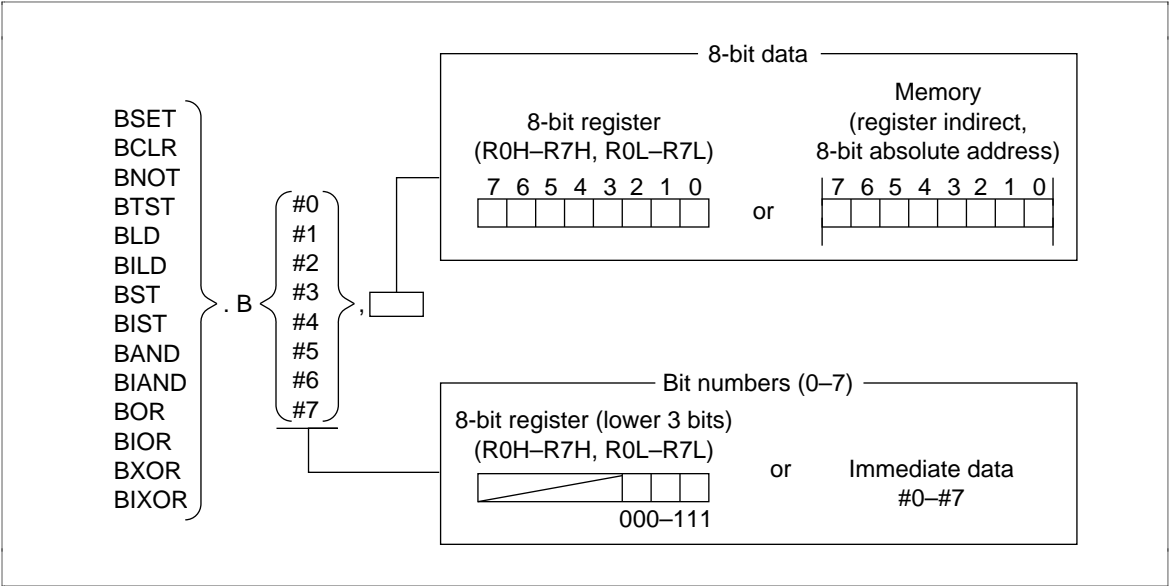 BSET
BCLR
BNOT
BTST
BLD
BILD
BST
BIST
BAND
BIAND
BOR
BIOR
BXOR
BIXOR
. B
#0
#1
#2
#3
#4
#5
#6
#7
,
8-bit data
8-bit register
(R0H–R7H, R0L–R7L)
7 6 5 4 3 2 1 0
or
Memory
(register indirect,
8-bit absolute address)
7 6 5 4 3 2 1 0
Bit numbers (0–7)
8-bit register (lower 3 bits)
(R0H–R7H, R0L–R7L)
000–111
or
Immediate data
#0–#7